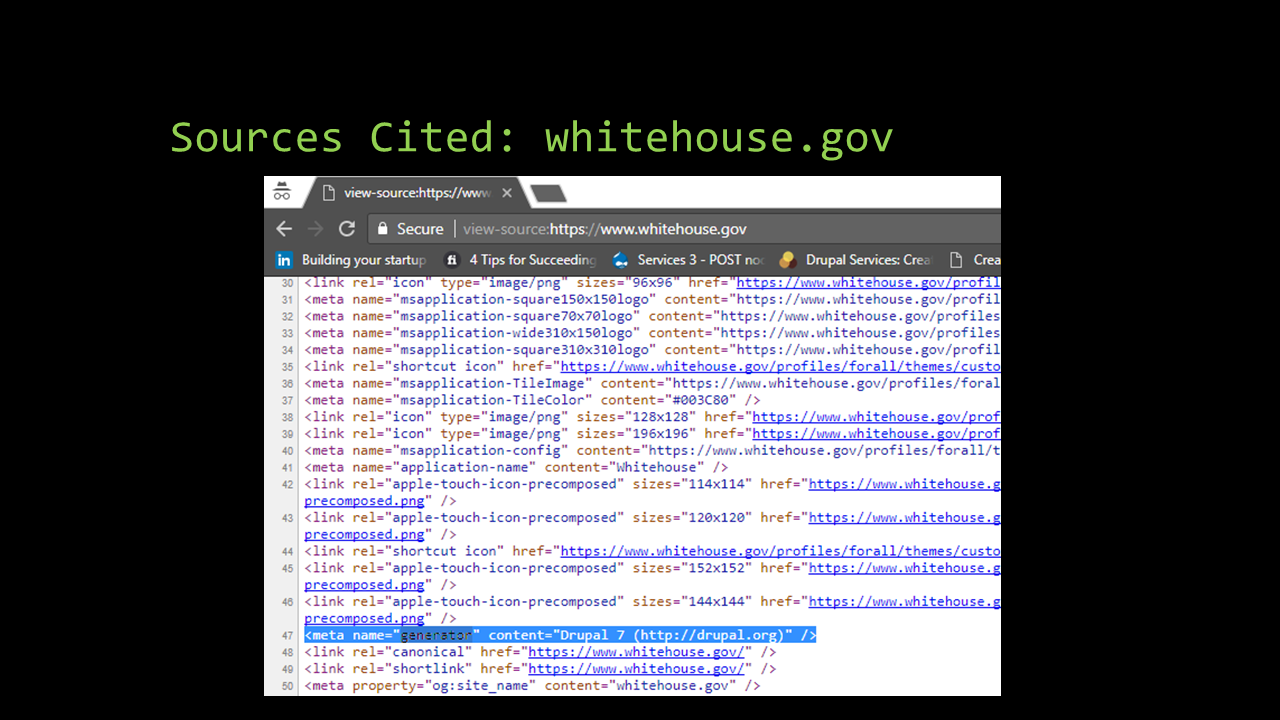 Sources Cited: whitehouse.gov
view-source:https://www
Secure | view-source:https://www.whitehouse.gov
in Building your startup fi 4 Tips for Succeeding Services 3 - POST noc Drupal Services: Crea Crea
30 <link rel="icon" type="image/png" sizes="96x96" href="https://www.whitehouse.gov/profil
31 <meta name="msapplication-square150x150logo" content="https://www.whitehouse.gov/profi
32 <meta name="msapplication-square70x70logo" content="https://www.whitehouse.gov/profiles
33 <meta name="msapplication-wide310x150logo" content="https://www.whitehouse.gov/profiles
34 <meta name="msapplication-square310x310logo" content="https://www.whitehouse.gov/profil
35 <link rel="shortcut icon" href="https://www.whitehouse.gov/profiles/forall/themes/custo
36 <meta name="msapplication-TileImage" content="https://www.whitehouse.gov/profiles/foral
37 <meta name="msapplication-TileColor" content="#003C80" />
38 <link rel="icon" type="image/png" sizes="128x128" href="https://www.whitehouse.gov/prof
39 <link rel="icon" type="image/png" sizes="196x196" href="https://www.whitehouse.gov/prof
40 <meta name="msapplication-config" content="https://www.whitehouse.gov/profiles/forall/t
41 <meta name="application-name" content="Whitehouse" />
42 <link rel="apple-touch-icon-precomposed" sizes="114x114" href="https://www.whitehouse.g
precomposed.png" />
43 <link rel="apple-touch-icon-precomposed" sizes="120x120" href="https://www.whitehouse.g
precomposed.png" />
44 <link rel="shortcut icon" href="https://www.whitehouse.gov/profiles/forall/themes/custo
45 <link rel="apple-touch-icon-precomposed" sizes="152x152" href="https://www.whitehouse.g
precomposed.png" />
46 <link rel="apple-touch-icon-precomposed" sizes="144x144" href="https://www.whitehouse.g
precomposed.png" />
47 <meta name="generator" content="Drupal 7 (http://drupal.org)" />
48 <link rel="canonical" href="https://www.whitehouse.gov/" />
49 <link rel="shortlink" href="https://www.whitehouse.gov/" />
50 <meta property="og:site_name" content="whitehouse.gov" />